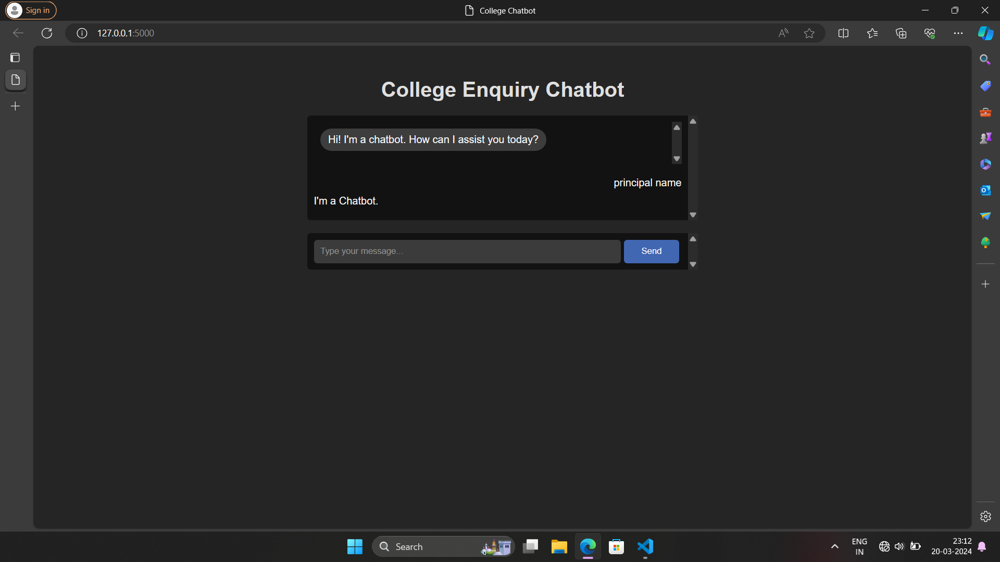 Sign in
College Chatbot
127.0.0.1:5000
College Enquiry Chatbot
Hi! I'm a chatbot. How can I assist you today?
principal name
I'm a Chatbot.
Type your message...
Send
Search
ENG
IN
23:12
20-03-2024